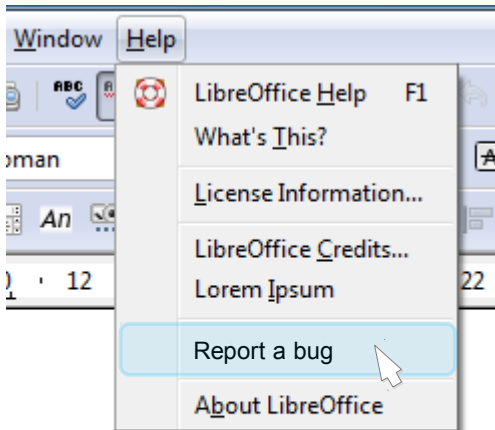 Window Help
ABC
LibreOffice Help F1
What's This?
oman
License Information...
An
LibreOffice Credits...
12
22
Lorem Ipsum
Report a bug
About LibreOffice